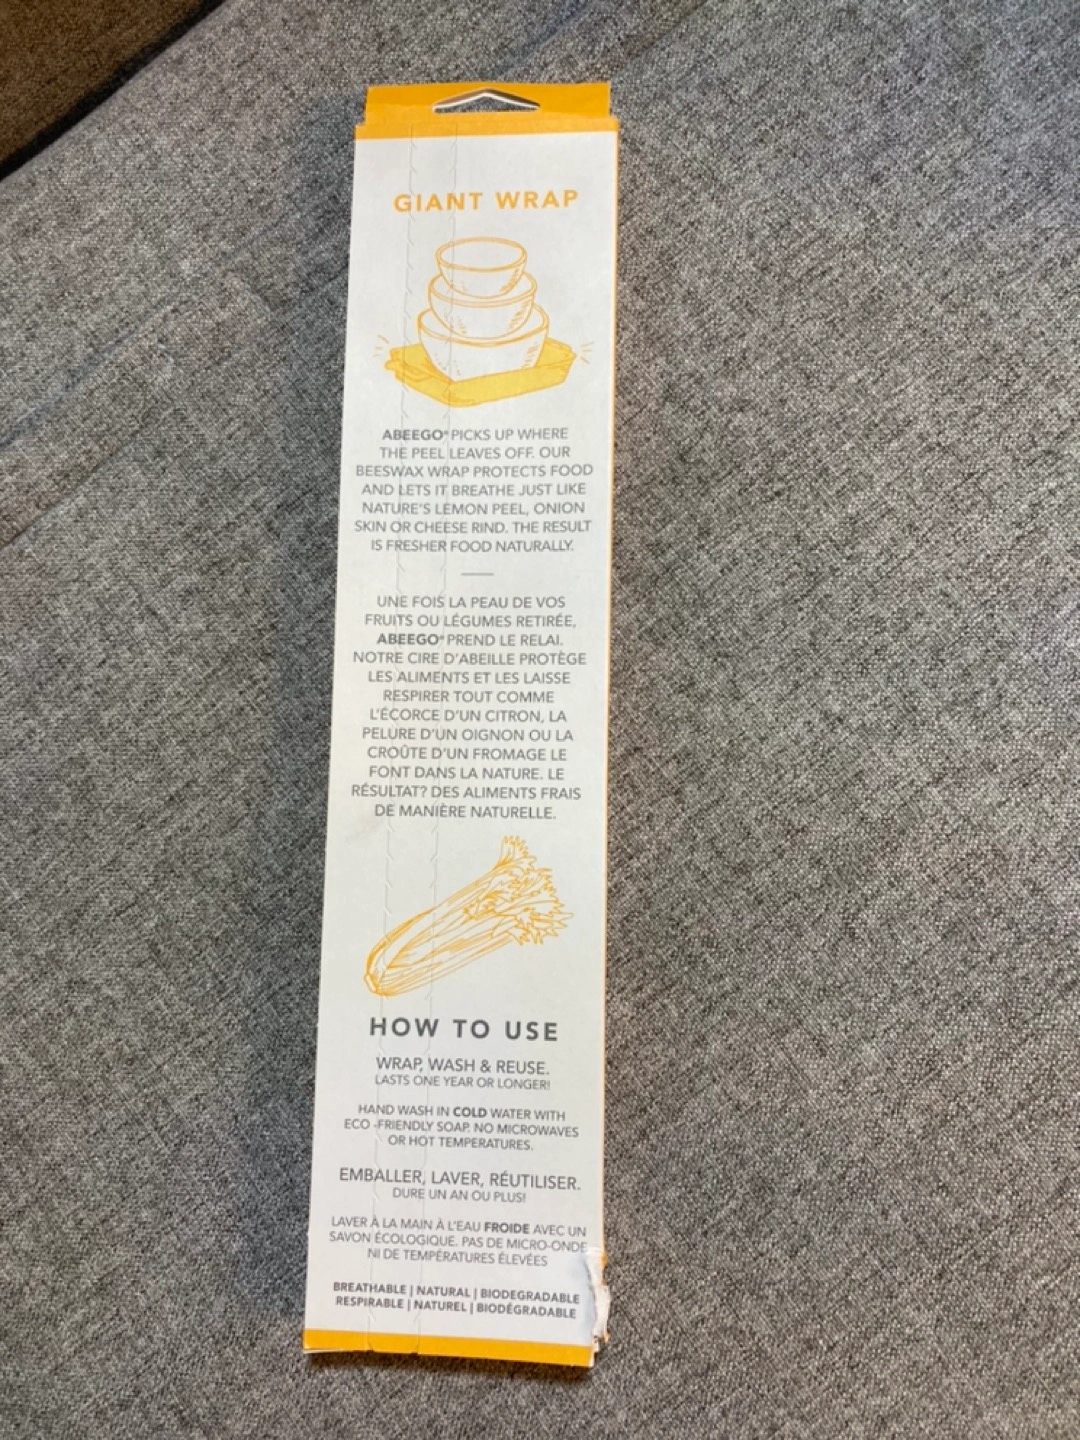 GIANT WRAP
ABEEGO® PICKS UP WHERE
THE PEEL LEAVES OFF. OUR
BEESWAX WRAP PROTECTS FOOD
AND LETS IT BREATHE JUST LIKE
NATURE'S LEMON PEEL, ONION
SKIN OR CHEESE RIND. THE RESULT
IS FRESHER FOOD NATURALLY.
UNE FOIS LA PEAU DE VOS
FRUITS OU LÉGUMES RETIRÉE,
ABEEGO® PREND LE RELAI.
NOTRE CIRE D'ABEILLE PROTÈGE
LES ALIMENTS ET LES LAISSE
RESPIRER TOUT COMME
L'ÉCORCE D'UN CITRON, LA
PELURE D'UN OIGNON OU LA
CROÛTE D'UN FROMAGE LE
FONT DANS LA NATURE. LE
RÉSULTAT? DES ALIMENTS FRAIS
DE MANIÈRE NATURELLE.
HOW TO USE
WRAP, WASH & REUSE.
LASTS ONE YEAR OR LONGER!
HAND WASH IN COLD WATER WITH
ECO -FRIENDLY SOAP. NO MICROWAVES
OR HOT TEMPERATURES.
EMBALLER, LAVER, RÉUTILISER.
DURE UN AN OU PLUS!
LAVER À LA MAIN À L'EAU FROIDE AVEC UN
SAVON ÉCOLOGIQUE. PAS DE MICRO-ONDE
NI DE TEMPÉRATURES ÉLEVÉES
BREATHABLE | NATURAL | BIODEGRADABLE
RESPIRABLE | NATUREL | BIODÉGRADABLE